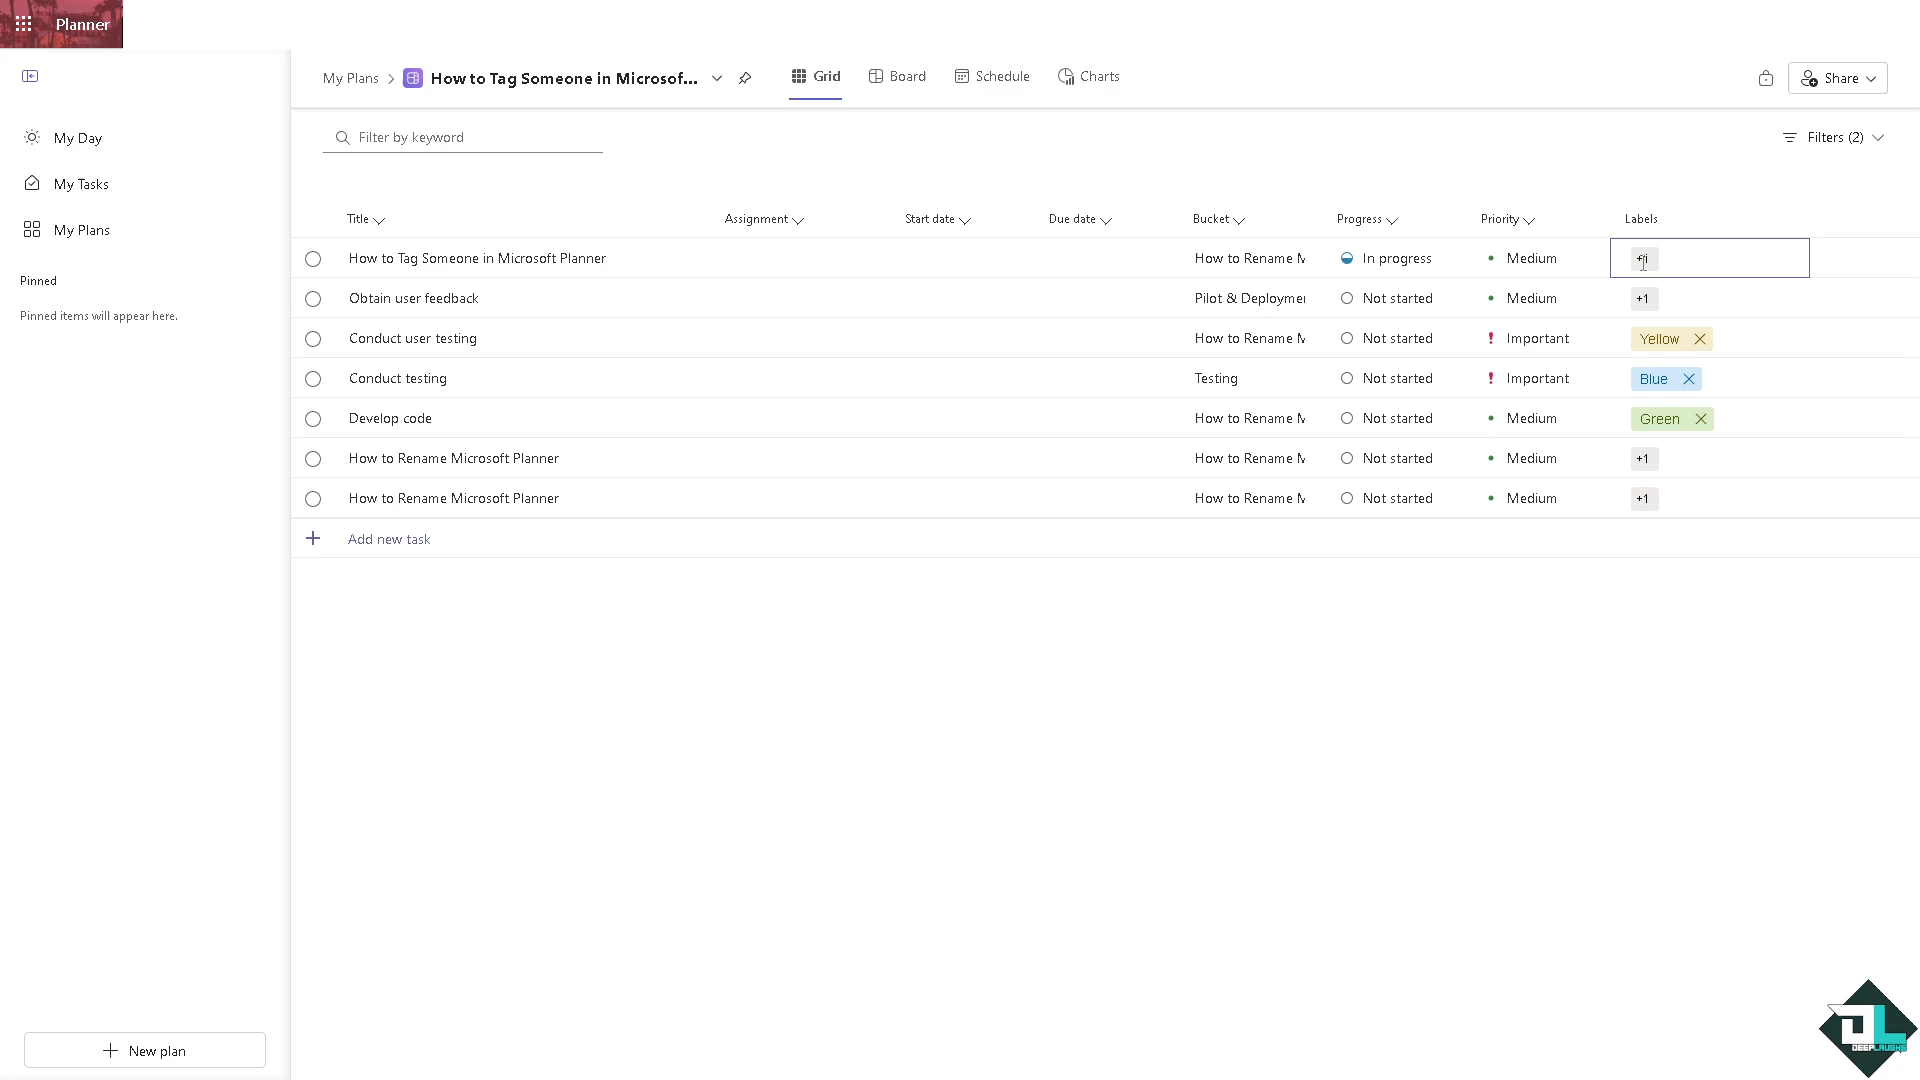 Planner
My Plans
How to Tag Someone in Microsof...
Grid
Board
Schedule
Charts
Share
My Day
My Tasks
My Plans
Pinned
Pinned items will appear here.
New plan
Filter by keyword
Filters (2)
Title Assignment Start date Due date Bucket Progress Priority Labels
How to Tag Someone in Microsoft Planner How to Rename M In progress Medium
Obtain user feedback Pilot & Deployme Not started Medium +1
Conduct user testing How to Rename M Not started Important Yellow
Conduct testing Testing Not started Important Blue
Develop code How to Rename M Not started Medium Green
How to Rename Microsoft Planner How to Rename M Not started Medium +1
How to Rename Microsoft Planner How to Rename M Not started Medium +1
Add new task
DEEPLAUGHS